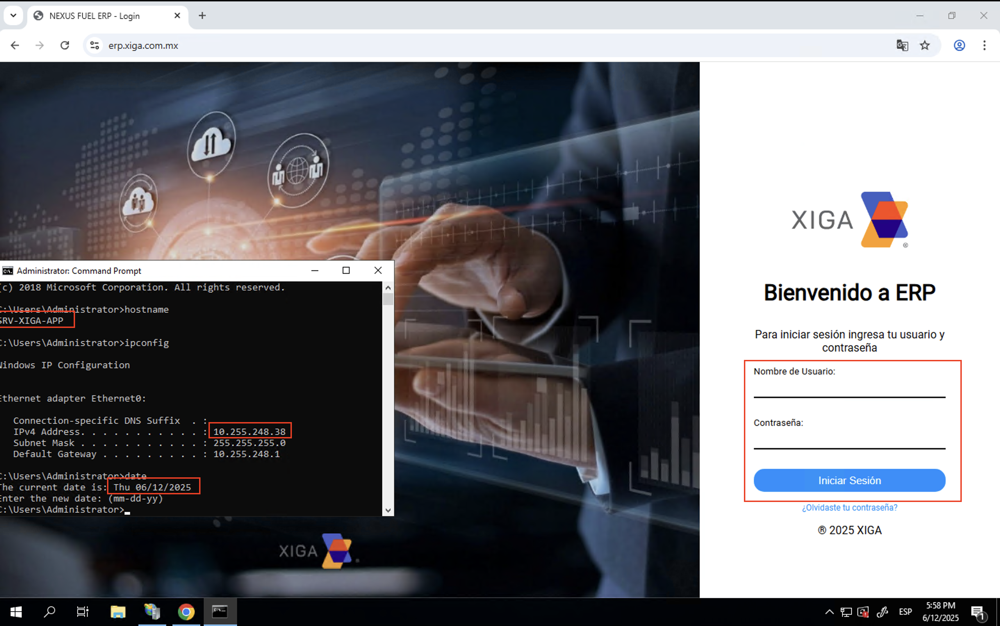 NEXUS FUEL ERP - Login
erp.xiga.com.mx
XIGA
®
Bienvenido a ERP
Para iniciar sesión ingresa tu usuario y
contraseña
Nombre de Usuario:
Contraseña:
Iniciar Sesión
¿Olvidaste tu contraseña?
® 2025 XIGA
Administrator: Command Prompt
(c) 2018 Microsoft Corporation. All rights reserved.
C:\Users\Administrator>hostname
SRV-XIGA-APP
C:\Users\Administrator>ipconfig
Windows IP Configuration
Ethernet adapter Ethernet0:
Connection-specific DNS Suffix  . :
IPv4 Address. . . . . . . . . . . : 10.255.248.38
Subnet Mask . . . . . . . . . . . : 255.255.255.0
Default Gateway . . . . . . . . . : 10.255.248.1
C:\Users\Administrator>date
The current date is: Thu 06/12/2025
Enter the new date: (mm-dd-yy)
C:\Users\Administrator>
XIGA
ESP
5:58 PM
6/12/2025
1